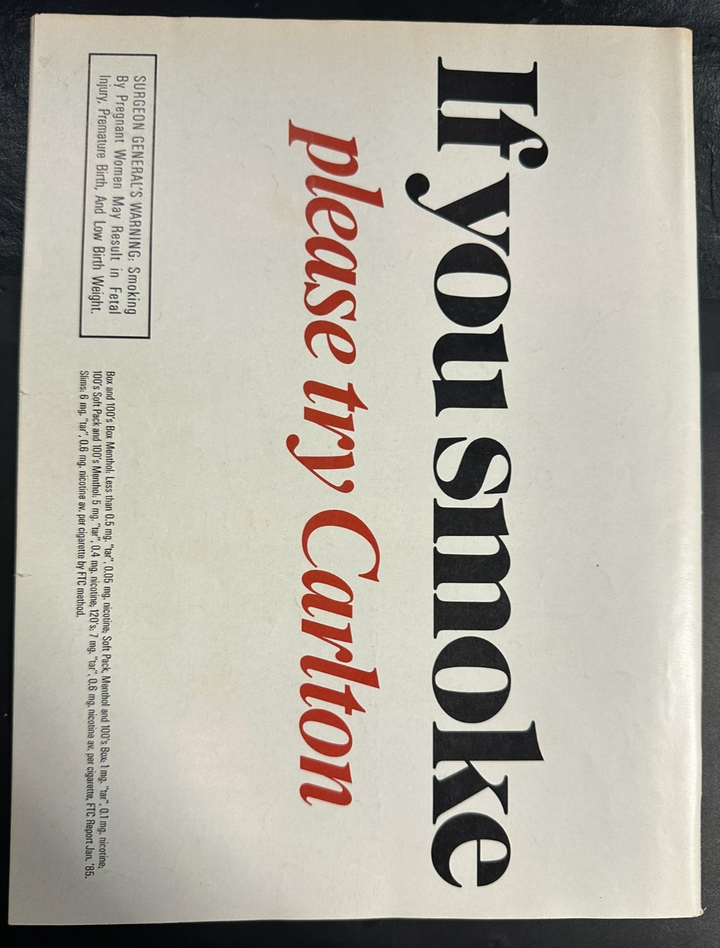 If you smoke
please try Carlton
SURGEON GENERAL'S WARNING: Smoking
By Pregnant Women May Result in Fetal
Injury, Premature Birth, And Low Birth Weight.
Box and 100's Box Menthol: Less than 0.5 mg. "tar", 0.05 mg. nicotine; Soft Pack, Menthol and 100's Box: 1 mg. "tar", 0.1 mg. nicotine;
100's Soft Pack and 100's Menthol: 5 mg. "tar", 0.4 mg. nicotine; 120's: 7 mg. "tar", 0.6 mg. nicotine av. per cigarette, FTC Report Jan. '85.
Slims: 6 mg. "tar", 0.6 mg. nicotine av. per cigarette by FTC method.